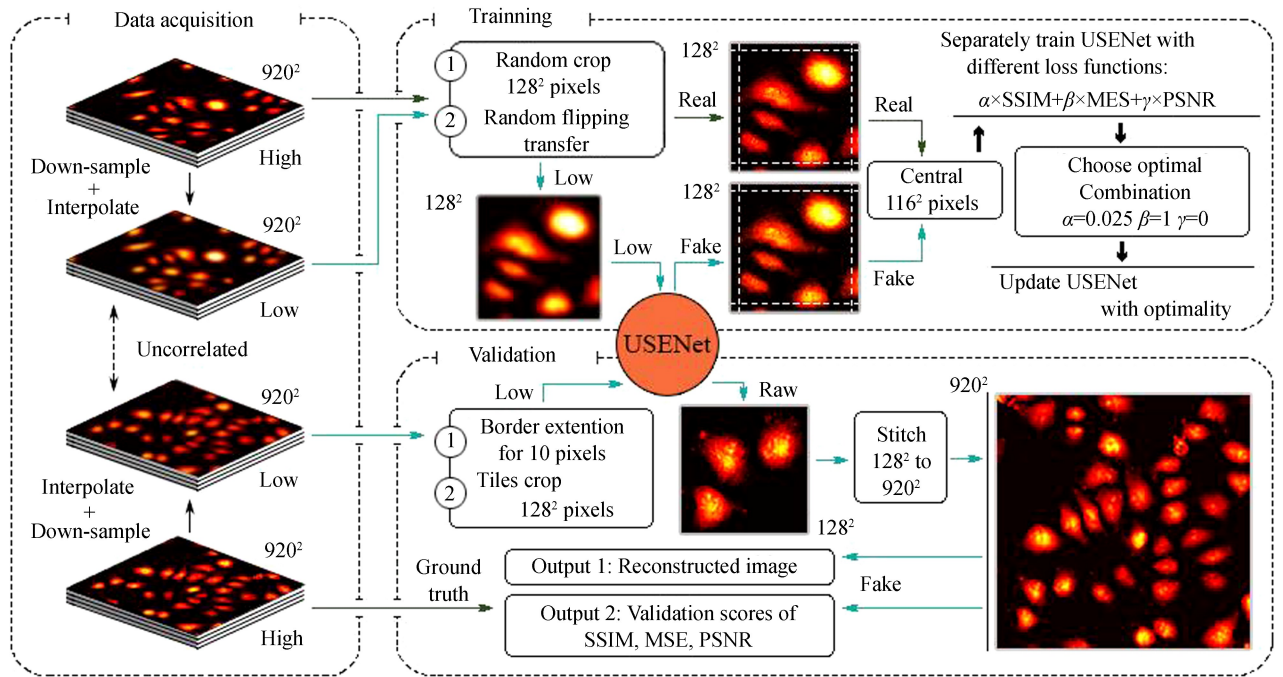 Data acquisition
920²
High
Down-sample
+
Interpolate
920²
Low
Uncorrelated
920²
Low
Interpolate
+
Down-sample
920²
High
Trainning
1
Random crop
128² pixels
2
Random flipping
transfer
Low
128²
Low
Real
128²
128²
Fake
Real
Central
116² pixels
Fake
Separately train USENet with
different loss functions:
α×SSIM+β×MES+γ×PSNR
Choose optimal
Combination
α=0.025 β=1 γ=0
Update USENet
with optimality
USENet
Validation
Low
1
Border extention
for 10 pixels
2
Tiles crop
128² pixels
Raw
128²
Stitch
128² to
920²
920²
Ground
truth
Output 1: Reconstructed image
Fake
Output 2: Validation scores of
SSIM, MSE, PSNR